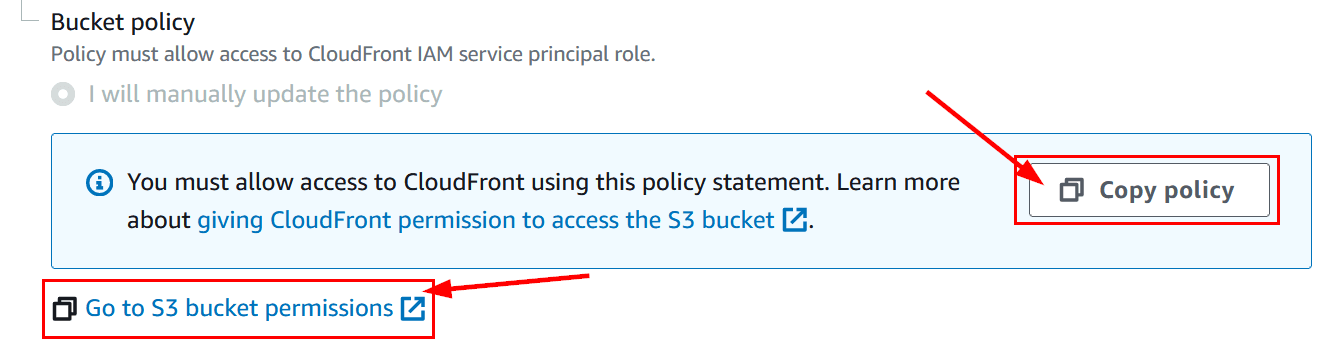 Bucket policy
Policy must allow access to CloudFront IAM service principal role.
I will manually update the policy
You must allow access to CloudFront using this policy statement. Learn more
about giving CloudFront permission to access the S3 bucket.
Copy policy
Go to S3 bucket permissions